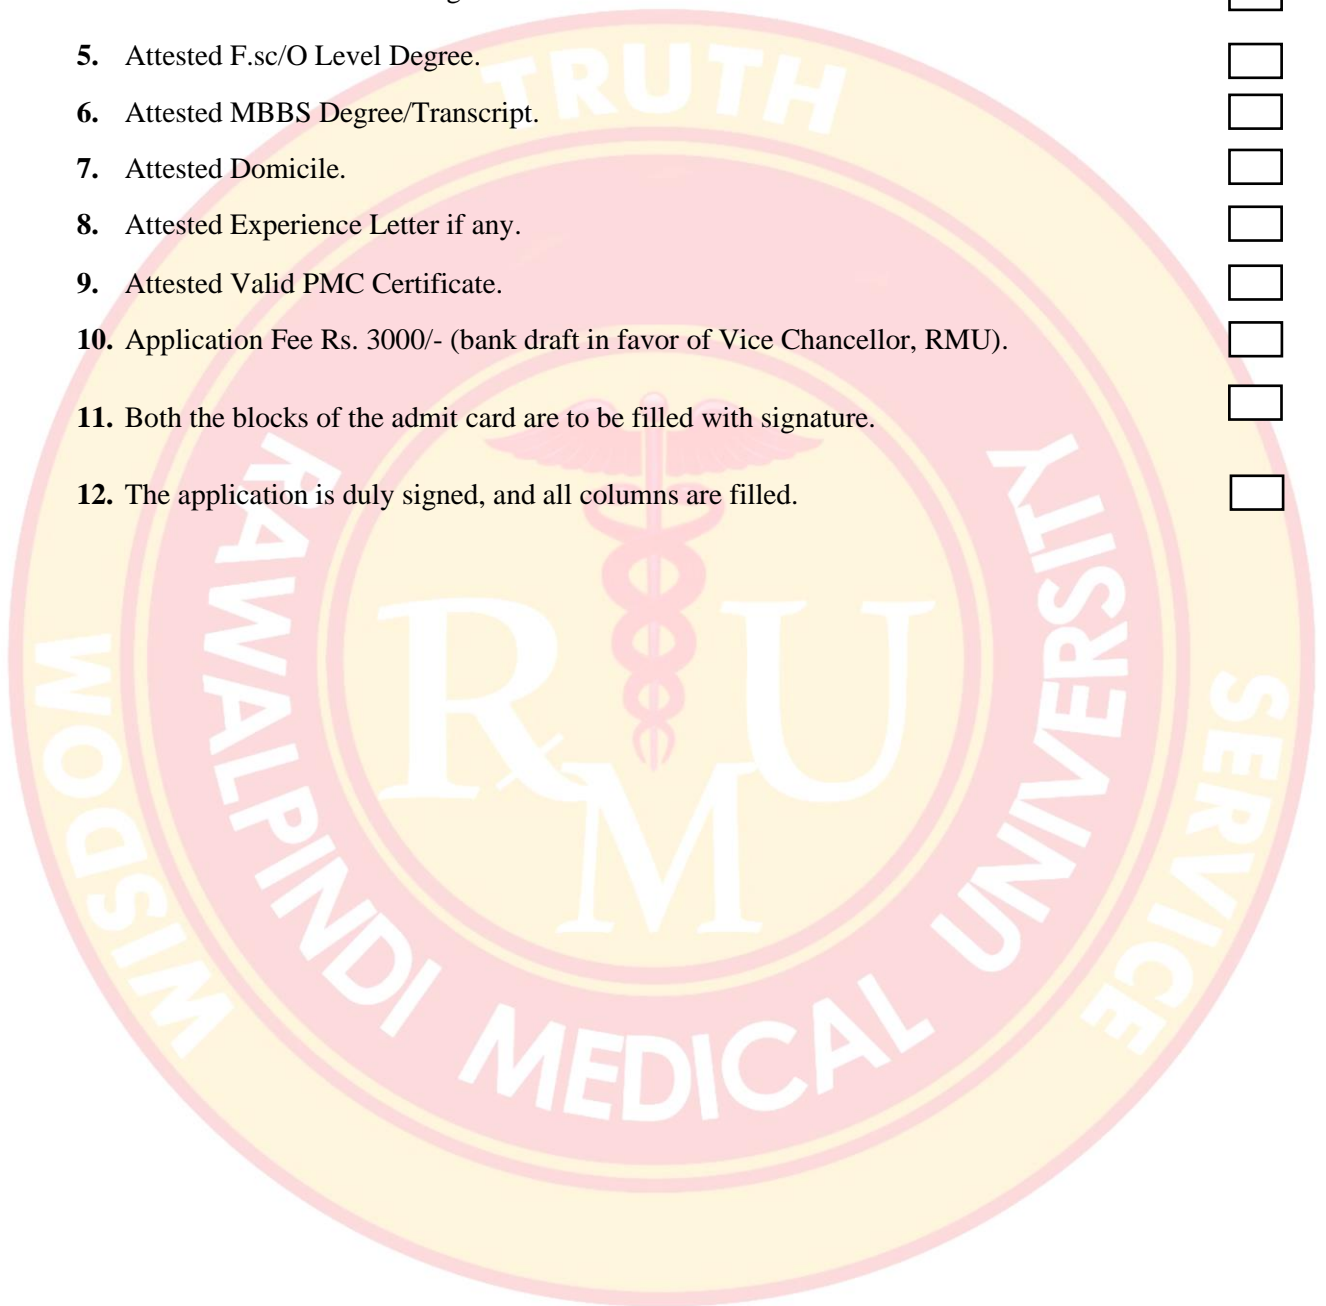 5. Attested F.sc/O Level Degree.
6. Attested MBBS Degree/Transcript.
7. Attested Domicile.
8. Attested Experience Letter if any.
9. Attested Valid PMC Certificate.
10. Application Fee Rs. 3000/- (bank draft in favor of Vice Chancellor, RMU).
11. Both the blocks of the admit card are to be filled with signature.
12. The application is duly signed, and all columns are filled.
TRUTH
WISDOM
SERVICE
RAWALPINDI MEDICAL UNIVERSITY
RMU